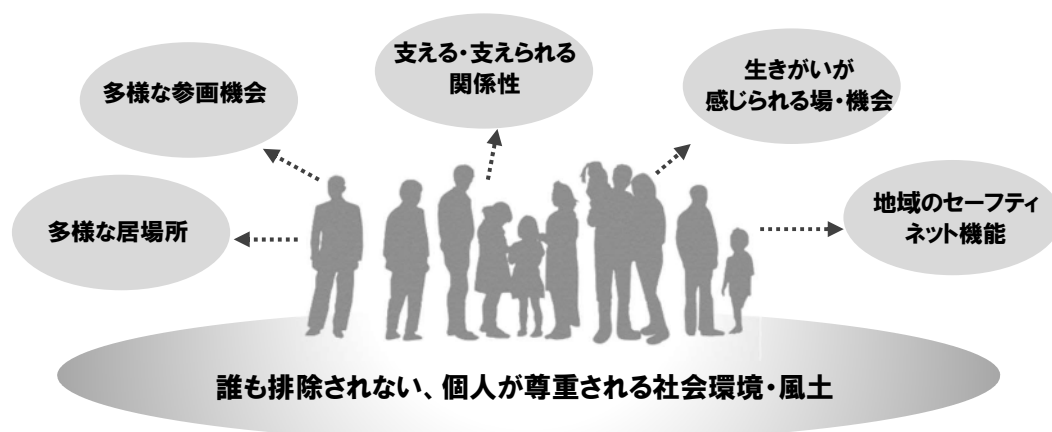 支える・支えられる
関係性
生きがいが
感じられる場・機会
多様な参画機会
地域のセーフティ
ネット機能
多様な居場所
誰も排除されない、個人が尊重される社会環境・風土